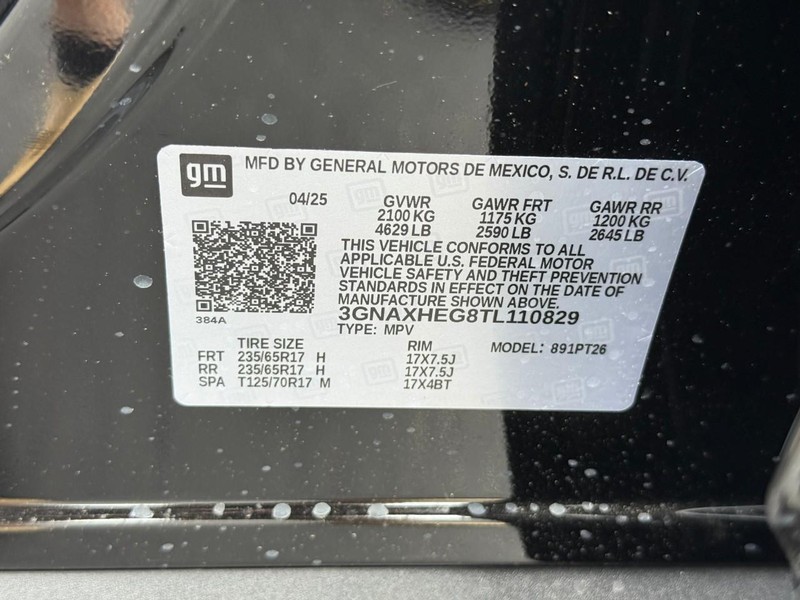 gm MFD BY GENERAL MOTORS DE MEXICO, S. DE R.L. DE C.V.
04/25 GVWR GAWR FRT GAWR RR
2100 KG 1175 KG 1200 KG
4629 LB 2590 LB 2645 LB
THIS VEHICLE CONFORMS TO ALL
APPLICABLE U.S. FEDERAL MOTOR
VEHICLE SAFETY AND THEFT PREVENTION
STANDARDS IN EFFECT ON THE DATE OF
MANUFACTURE SHOWN ABOVE.
384A 3GNAXHEG8TL110829
TYPE: MPV
TIRE SIZE RIM MODEL: 891PT26
FRT 235/65R17 H 17X7.5J
RR 235/65R17 H 17X7.5J
SPA T125/70R17 M 17X4BT